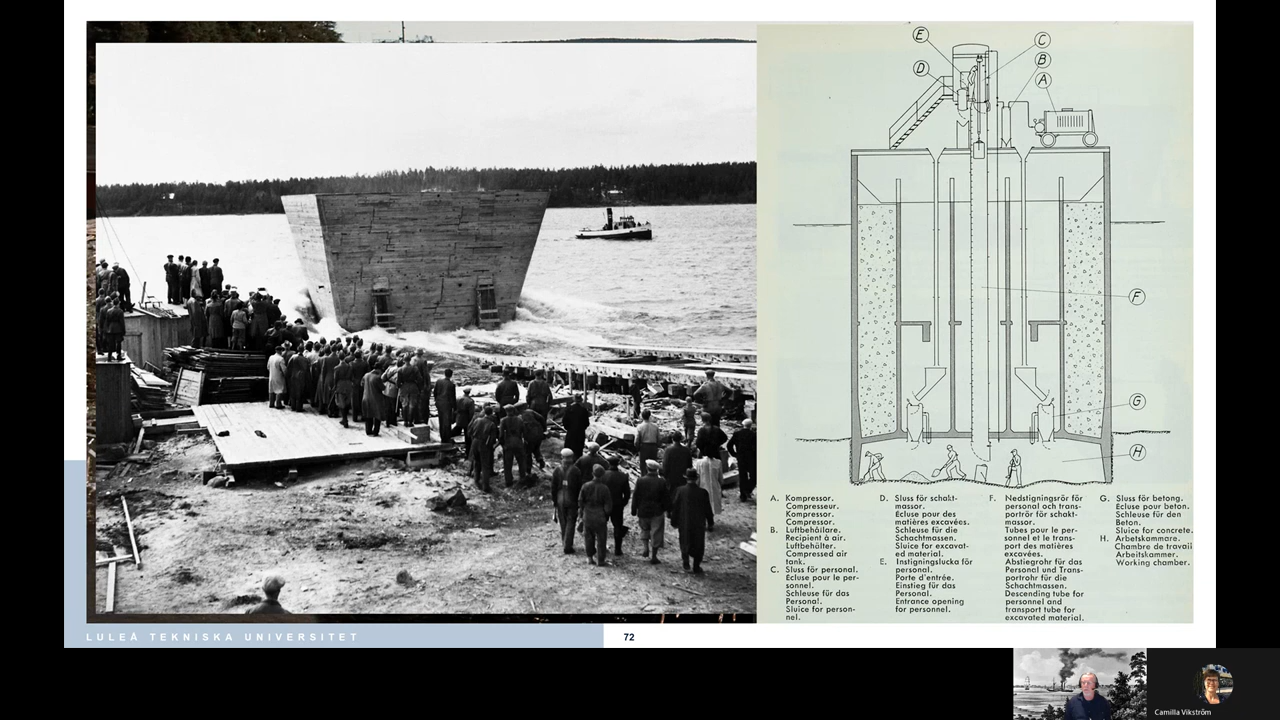 E
C
D
B
A
F
G
H
A. Kompressor.
Compresseur.
Kompressor.
Compressor.
B. Luftbehållare.
Recipient à air.
Luftbehälter.
Compressed air
tank.
C. Sluss för personal.
Ecluse pour le per-
sonnel.
Schleuse für das
Personal.
Sluice for person-
nel.
D. Sluss för schakt-
massor.
Ecluse pour des
matières excavées.
Schleuse für die
Schachtmassen.
Sluice for excavat-
ed material.
E. Instigningslucka för
personal.
Porte d'entrée.
Einstieg für das
Personal.
Entrance opening
for personnel.
F. Nedstigningsrör för
personal och trans-
portrör för schakt-
massor.
Tubes pour le per-
sonnel et le trans-
port des matières
excavées.
Abstiegrohr für das
Personal und Trans-
portrohr für die
Schachtmassen.
Descending tube for
personnel and
transport tube for
excavated material.
G. Sluss för betong.
Ecluse pour beton.
Schleuse für den
Beton.
Sluice for concrete.
H. Arbetskammare.
Chambre de travail
Arbeitskammer.
Working chamber.
LULEÅ TEKNISKA UNIVERSITET
72
Camilla Vikström